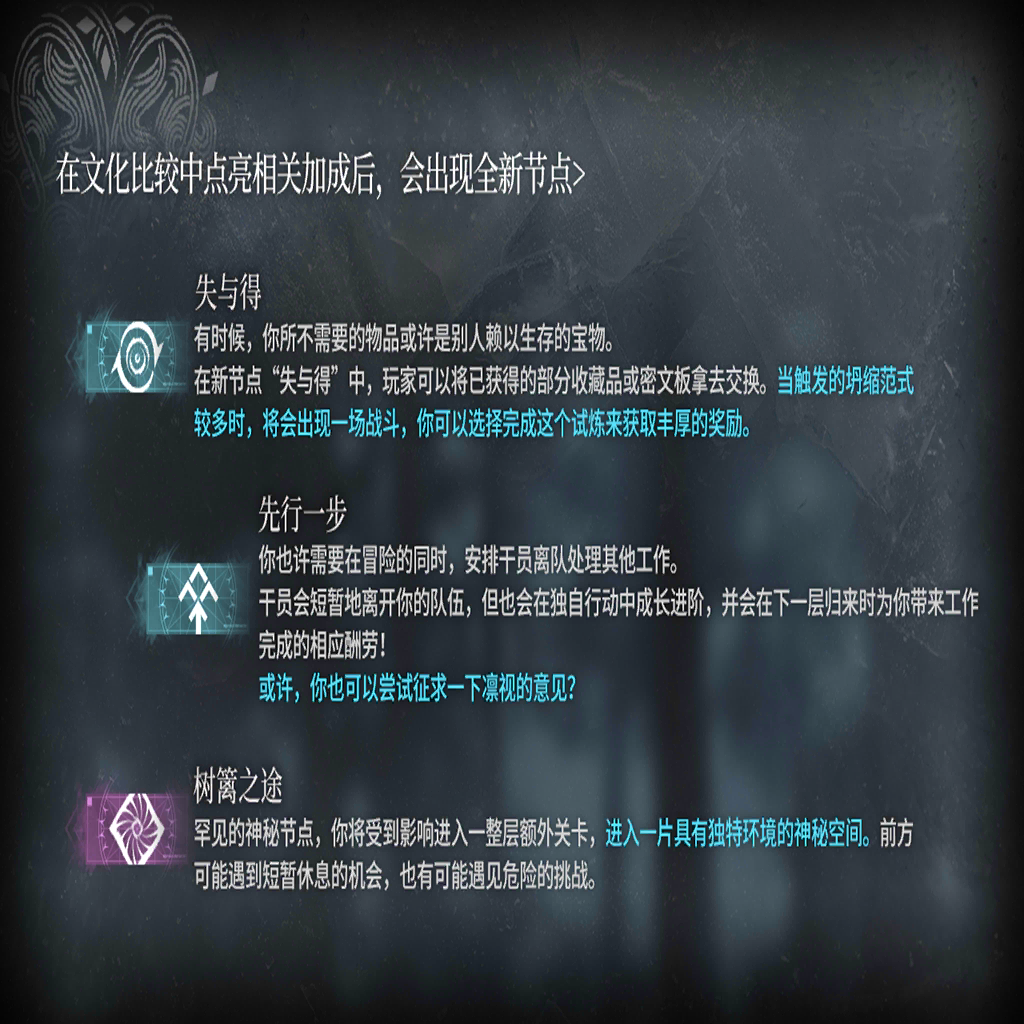 在文化比较中点亮相关加成后，会出现全新节点>
失与得
有时候，你所不需要的物品或许是别人赖以生存的宝物。
在新节点“失与得”中，玩家可以将已获得的部分收藏品或密文板拿去交换。当触发的坍缩范式
较多时，将会出现一场战斗，你可以选择完成这个试炼来获取丰厚的奖励。
先行一步
你也许需要在冒险的同时，安排干员离队处理其他工作。
干员会短暂地离开你的队伍，但也会在独自行动中成长进阶，并会在下一层归来时为你带来工作
完成的相应酬劳！
或许，你也可以尝试征求一下凛视的意见？
树篱之途
罕见的神秘节点，你将受到影响进入一整层额外关卡，进入一片具有独特环境的神秘空间。前方
可能遇到短暂休息的机会，也有可能遇见危险的挑战。